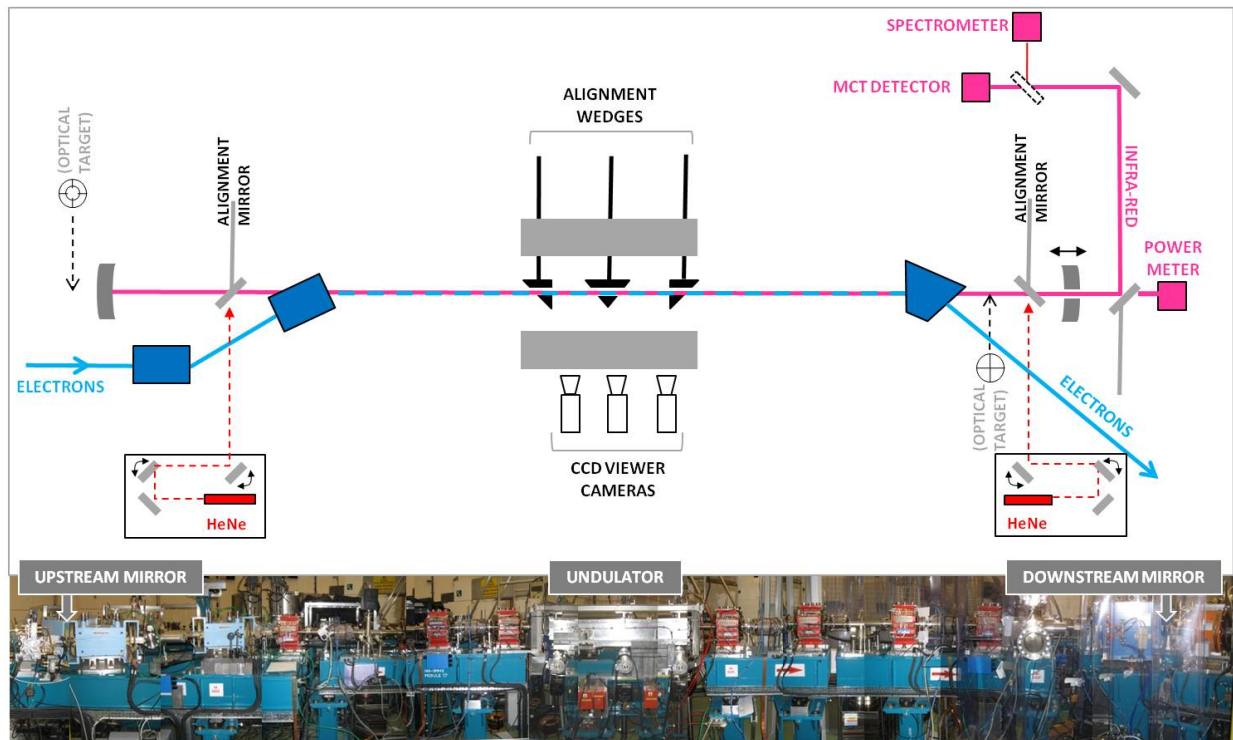 SPECTROMETER
MCT DETECTOR
ALIGNMENT
WEDGES
(OPTICAL
TARGET)
ALIGNMENT
MIRROR
ALIGNMENT
MIRROR
INFRA-RED
POWER
METER
ELECTRONS
(OPTICAL
TARGET)
ELECTRONS
CCD VIEWER
CAMERAS
HeNe
HeNe
UPSTREAM MIRROR
UNDULATOR
DOWNSTREAM MIRROR